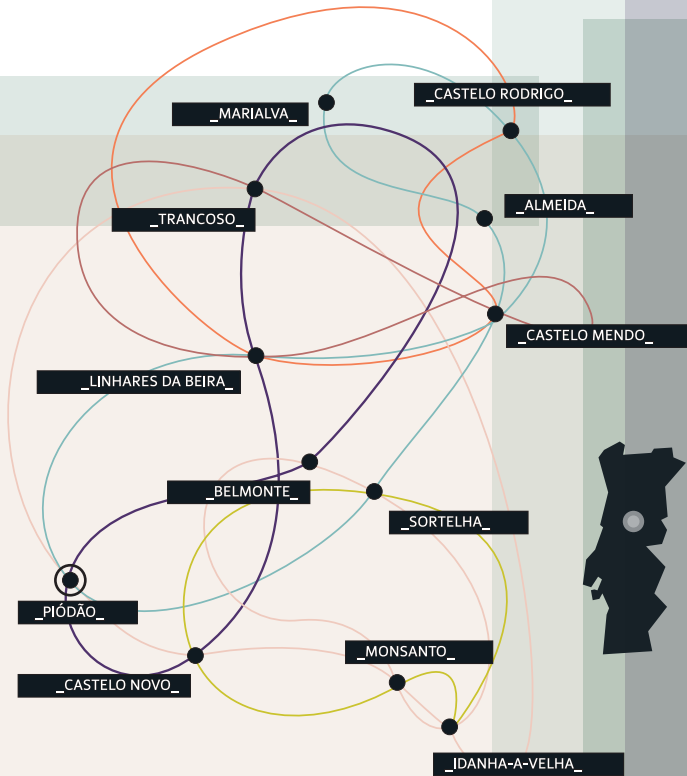 _CASTELO RODRIGO_
_MARIALVA_
_ALMEIDA_
_TRANCOSO_
_CASTELO MENDO_
_LINHARES DA BEIRA_
_BELMONTE_
_SORTELHA_
_PIÓDÃO_
_MONSANTO_
_CASTELO NOVO_
_IDANHA-A-VELHA_